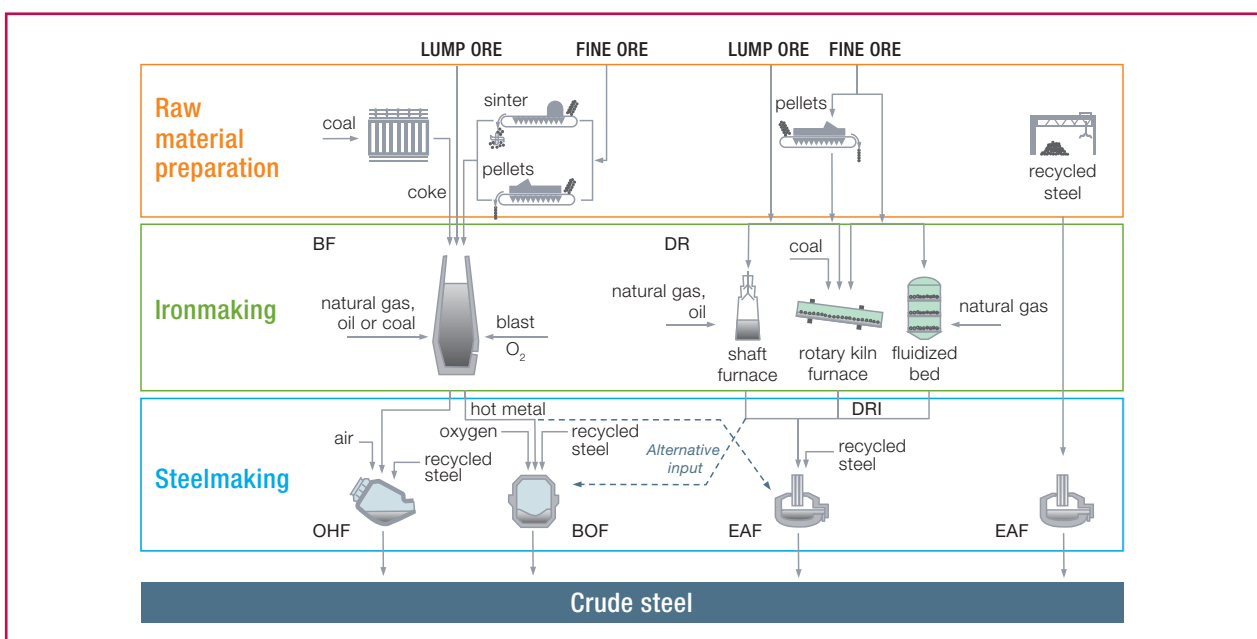 LUMP ORE
FINE ORE
LUMP ORE
FINE ORE
Raw
material
preparation
coal
coke
sinter
pellets
pellets
recycled
steel
Ironmaking
BF
natural gas,
oil or coal
blast
O₂
DR
natural gas,
oil
coal
natural gas
shaft
furnace
rotary kiln
furnace
fluidized
bed
Steelmaking
hot metal
air
recycled
steel
oxygen
recycled
steel
Alternative
input
DRI
recycled
steel
OHF
BOF
EAF
EAF
Crude steel